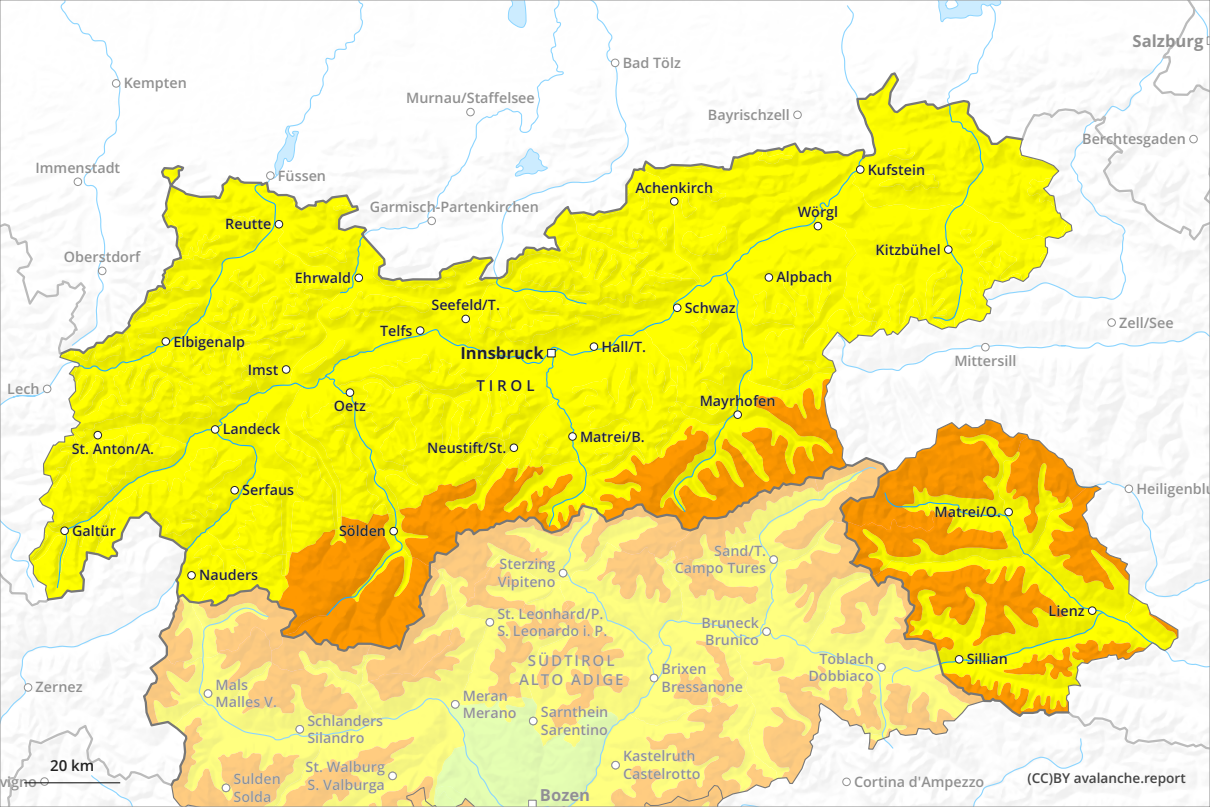 Salzburg
Bad Tölz
Kempten
Murnau/Staffelsee
Bayrischzell
Berchtesgaden
Immenstadt
Füssen
Kufstein
Achenkirch
Garmisch-Partenkirchen
Wörgl
Reutte
Kitzbühel
Oberstdorf
Ehrwald
Alpbach
Seefeld/T.
Schwaz
Zell/See
Telfs
Elbigenalp
Innsbruck
Hall/T.
Mittersill
Imst
TIROL
Lech
Oetz
Mayrhofen
Landeck
Matrei/B.
St. Anton/A.
Neustift/St.
Serfaus
Heiligenblu
Matrei/O.
Galtür
Sölden
Sand/T.
Campo Tures
Sterzing
Vipiteno
Nauders
Lienz
St. Leonhard/P.
S. Leonardo i. P.
Bruneck
Brunico
SÜDTIROL
ALTO ADIGE
Toblach
Dobbiaco
Sillian
Brixen
Bressanone
Zernez
Mals
Malles V.
Meran
Merano
Sarnthein
Sarentino
Schlanders
Silandro
Kastelruth
Castelrotto
St. Walburg
S. Valburga
20 km
vigno
Sulden
Solda
Cortina d'Ampezzo
(CC)BY avalanche.report
Bozen